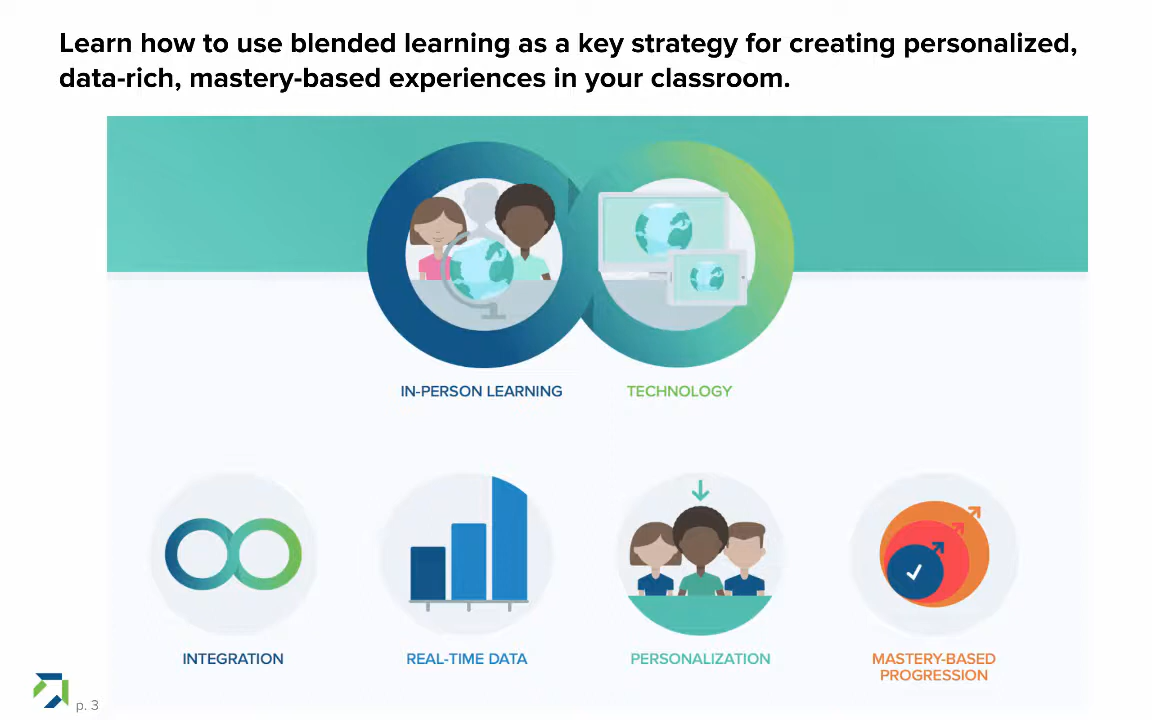 Learn how to use blended learning as a key strategy for creating personalized,
data-rich, mastery-based experiences in your classroom.
IN-PERSON LEARNING
TECHNOLOGY
INTEGRATION
REAL-TIME DATA
PERSONALIZATION
MASTERY-BASED
PROGRESSION
p. 3